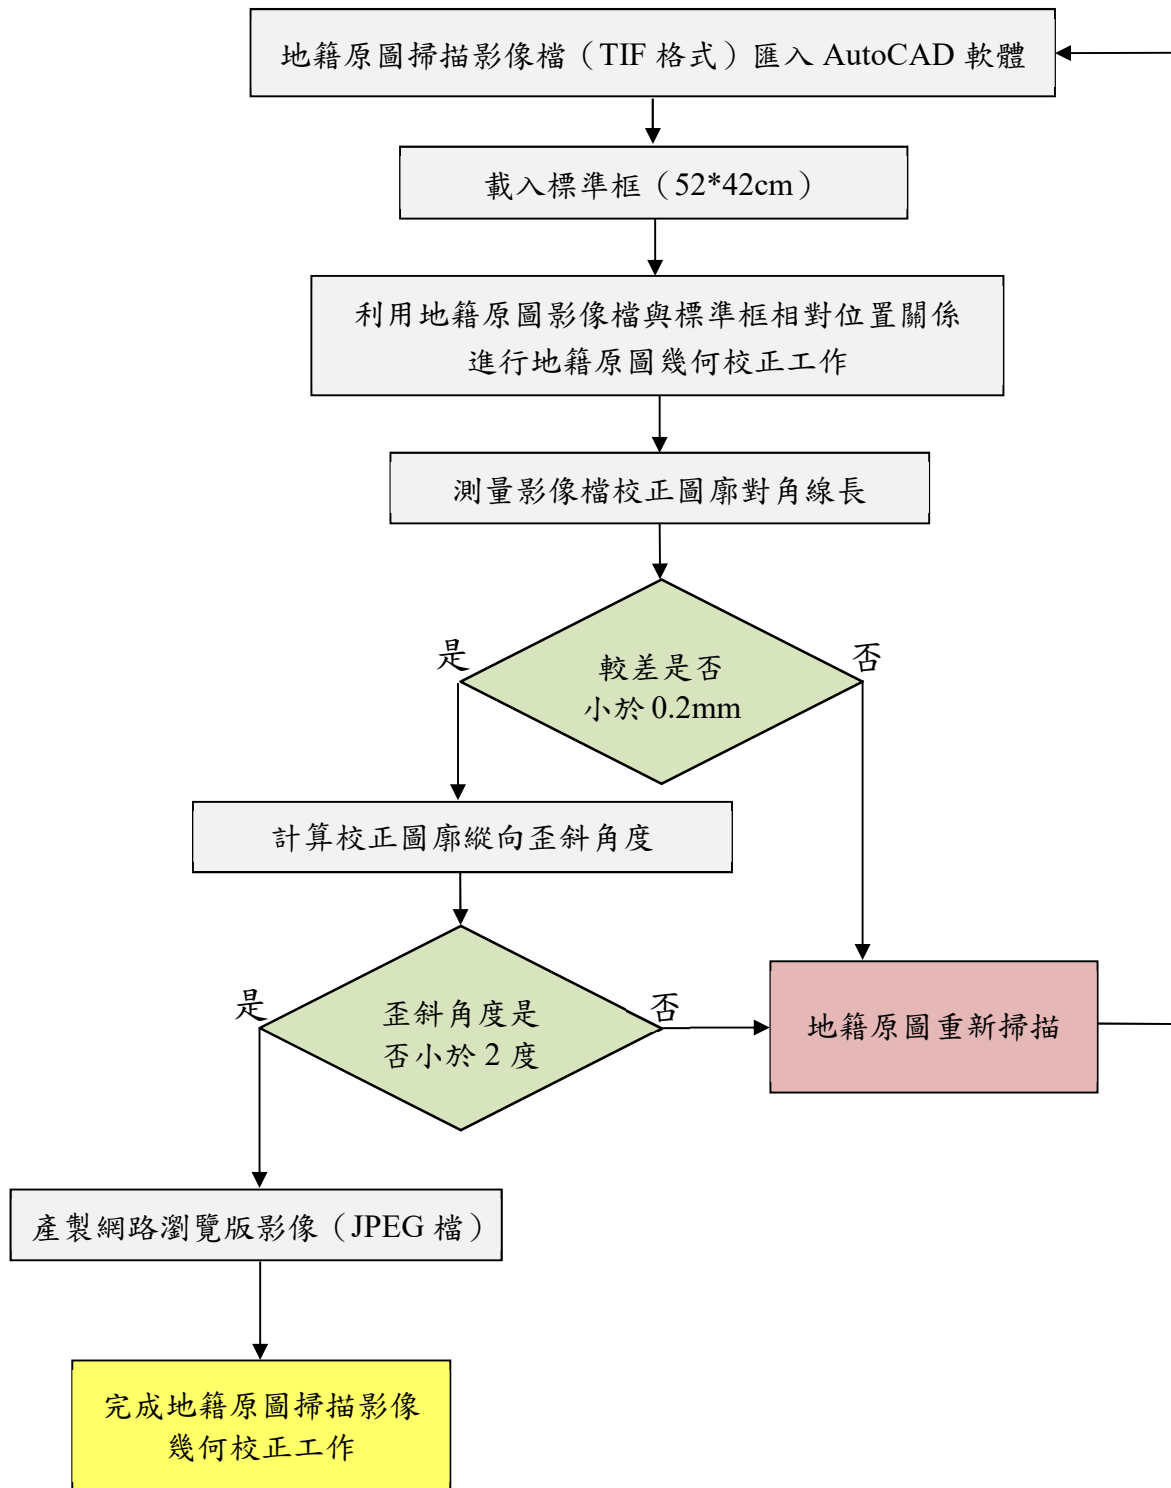 地籍原圖掃描影像檔（TIF 格式）匯入 AutoCAD 軟體
載入標準框（52*42cm）
利用地籍原圖影像檔與標準框相對位置關係
進行地籍原圖幾何校正工作
測量影像檔校正圖廓對角線長
是
較差是否
小於 0.2mm
否
計算校正圖廓縱向歪斜角度
是
歪斜角度是
否小於 2 度
否
地籍原圖重新掃描
產製網路瀏覽版影像（JPEG 檔）
完成地籍原圖掃描影像
幾何校正工作